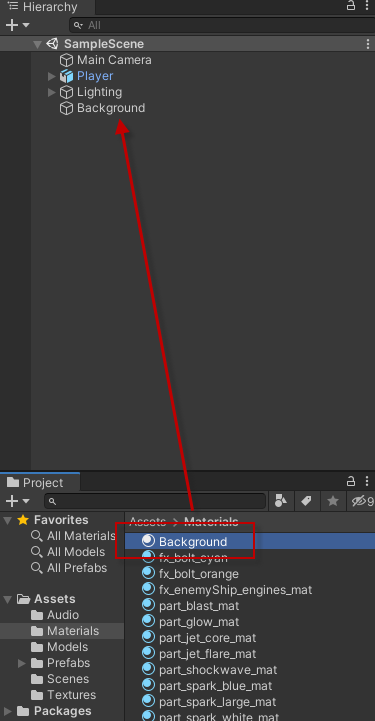 Hierarchy
All
SampleScene
Main Camera
Player
Lighting
Background
Project
9
Favorites
All Materials
All Models
All Prefabs
Assets
Audio
Materials
Models
Prefabs
Scenes
Textures
Packages
Assets > Materials
Background
fx_bolt_cyan
fx_bolt_orange
fx_enemyShip_engines_mat
part_blast_mat
part_glow_mat
part_jet_core_mat
part_jet_flare_mat
part_shockwave_mat
part_spark_blue_mat
part_spark_large_mat
part_spark_white_mat